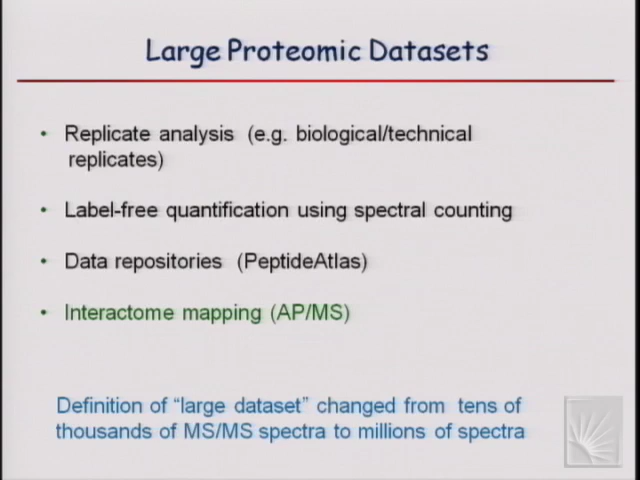 Large Proteomic Datasets
• Replicate analysis (e.g. biological/technical
replicates)
• Label-free quantification using spectral counting
• Data repositories (PeptideAtlas)
• Interactome mapping (AP/MS)
Definition of “large dataset” changed from tens of
thousands of MS/MS spectra to millions of spectra